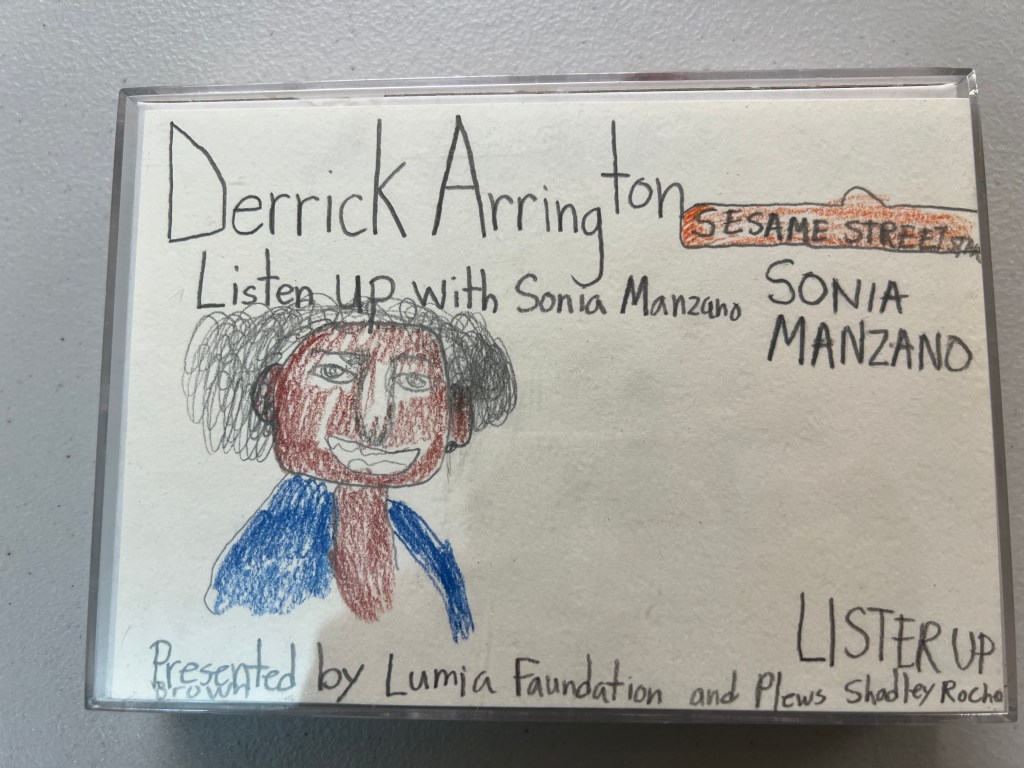 Derrick Arrington
SESAME STREET
Listen up with Sonia Manzano
SONIA
MANZANO
LISTER UP
Presented by Lumia Faundation and Plews Shadley Rocha
Brown